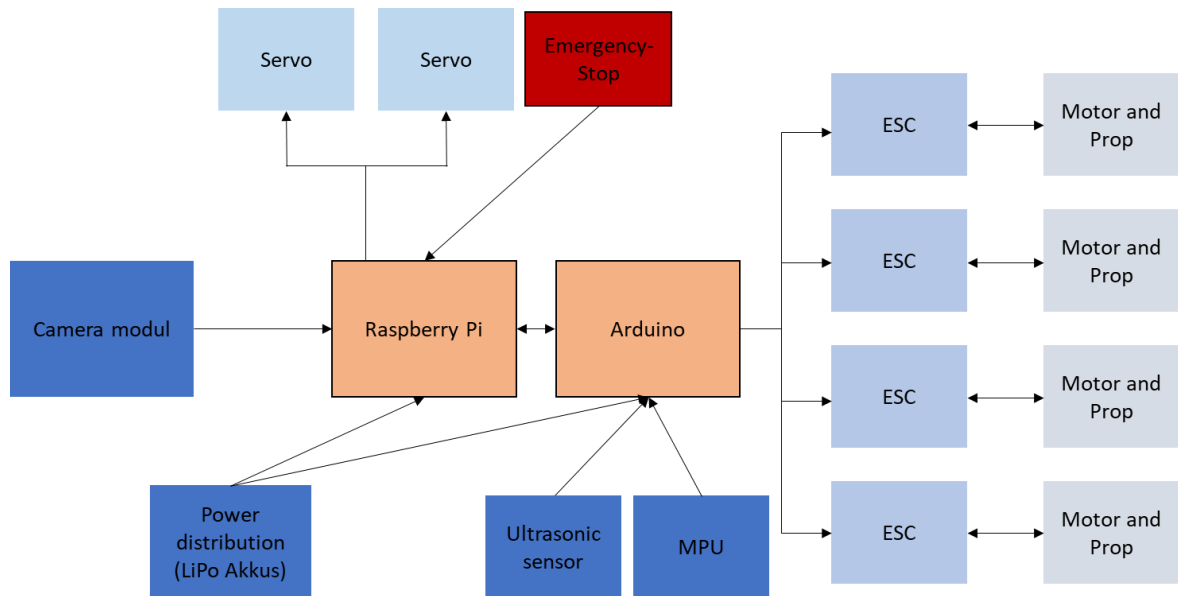 Servo
Servo
Emergency-
Stop
ESC
Motor and
Prop
ESC
Motor and
Prop
Camera modul
Raspberry Pi
Arduino
ESC
Motor and
Prop
Power
distribution
(LiPo Akkus)
Ultrasonic
sensor
MPU
ESC
Motor and
Prop